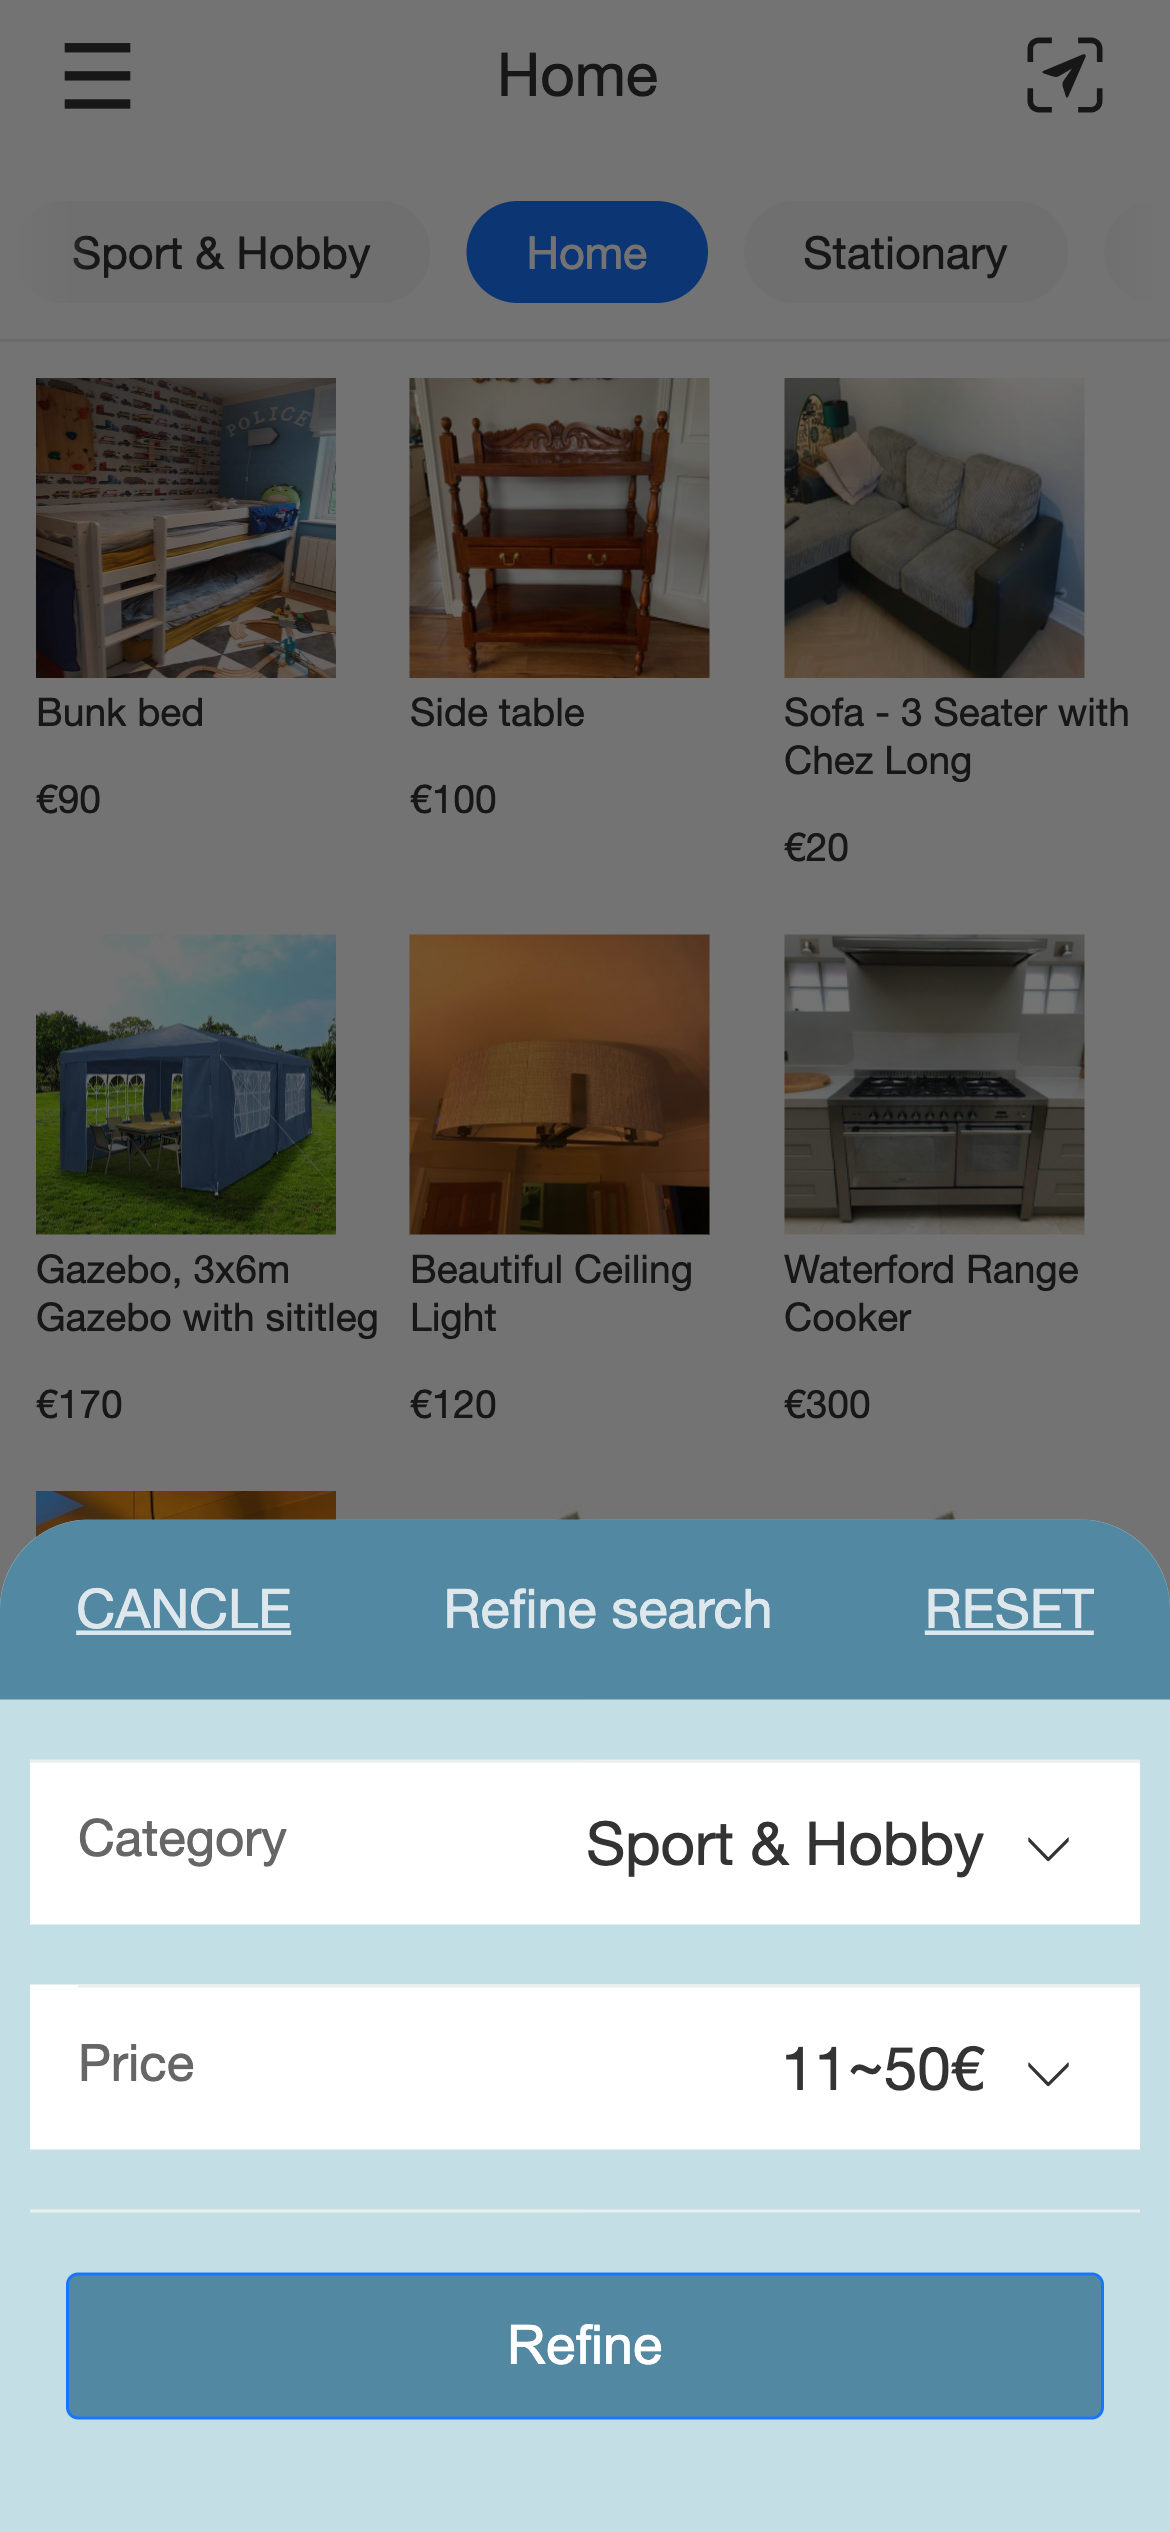 Home
Sport & Hobby
Home
Stationary
POLICE
Bunk bed
€90
Side table
€100
Sofa - 3 Seater with
Chez Long
€20
Gazebo, 3x6m
Gazebo with sititleg
€170
Beautiful Ceiling
Light
€120
Waterford Range
Cooker
€300
CANCLE
Refine search
RESET
Category
Sport & Hobby
Price
11~50€
Refine